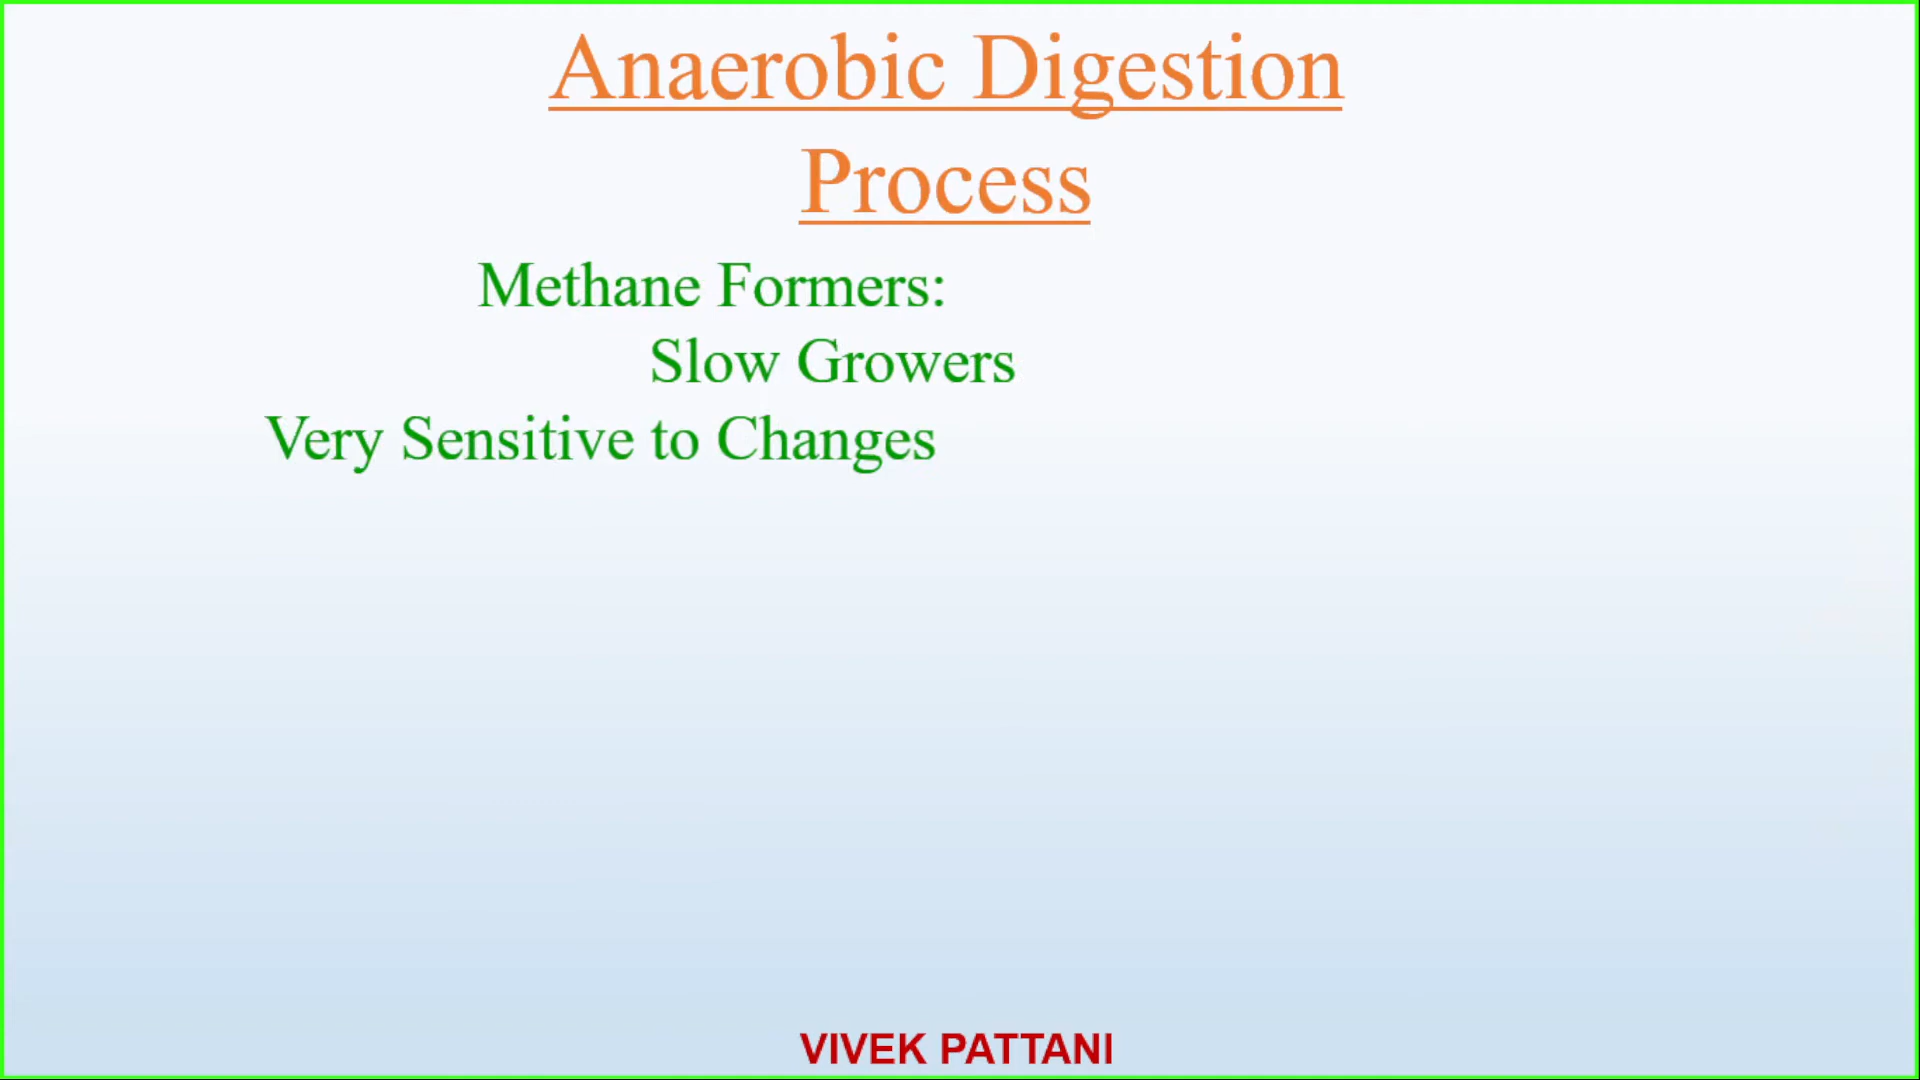 Anaerobic Digestion
Process
Methane Formers:
Slow Growers
Very Sensitive to Changes
VIVEK PATTANI